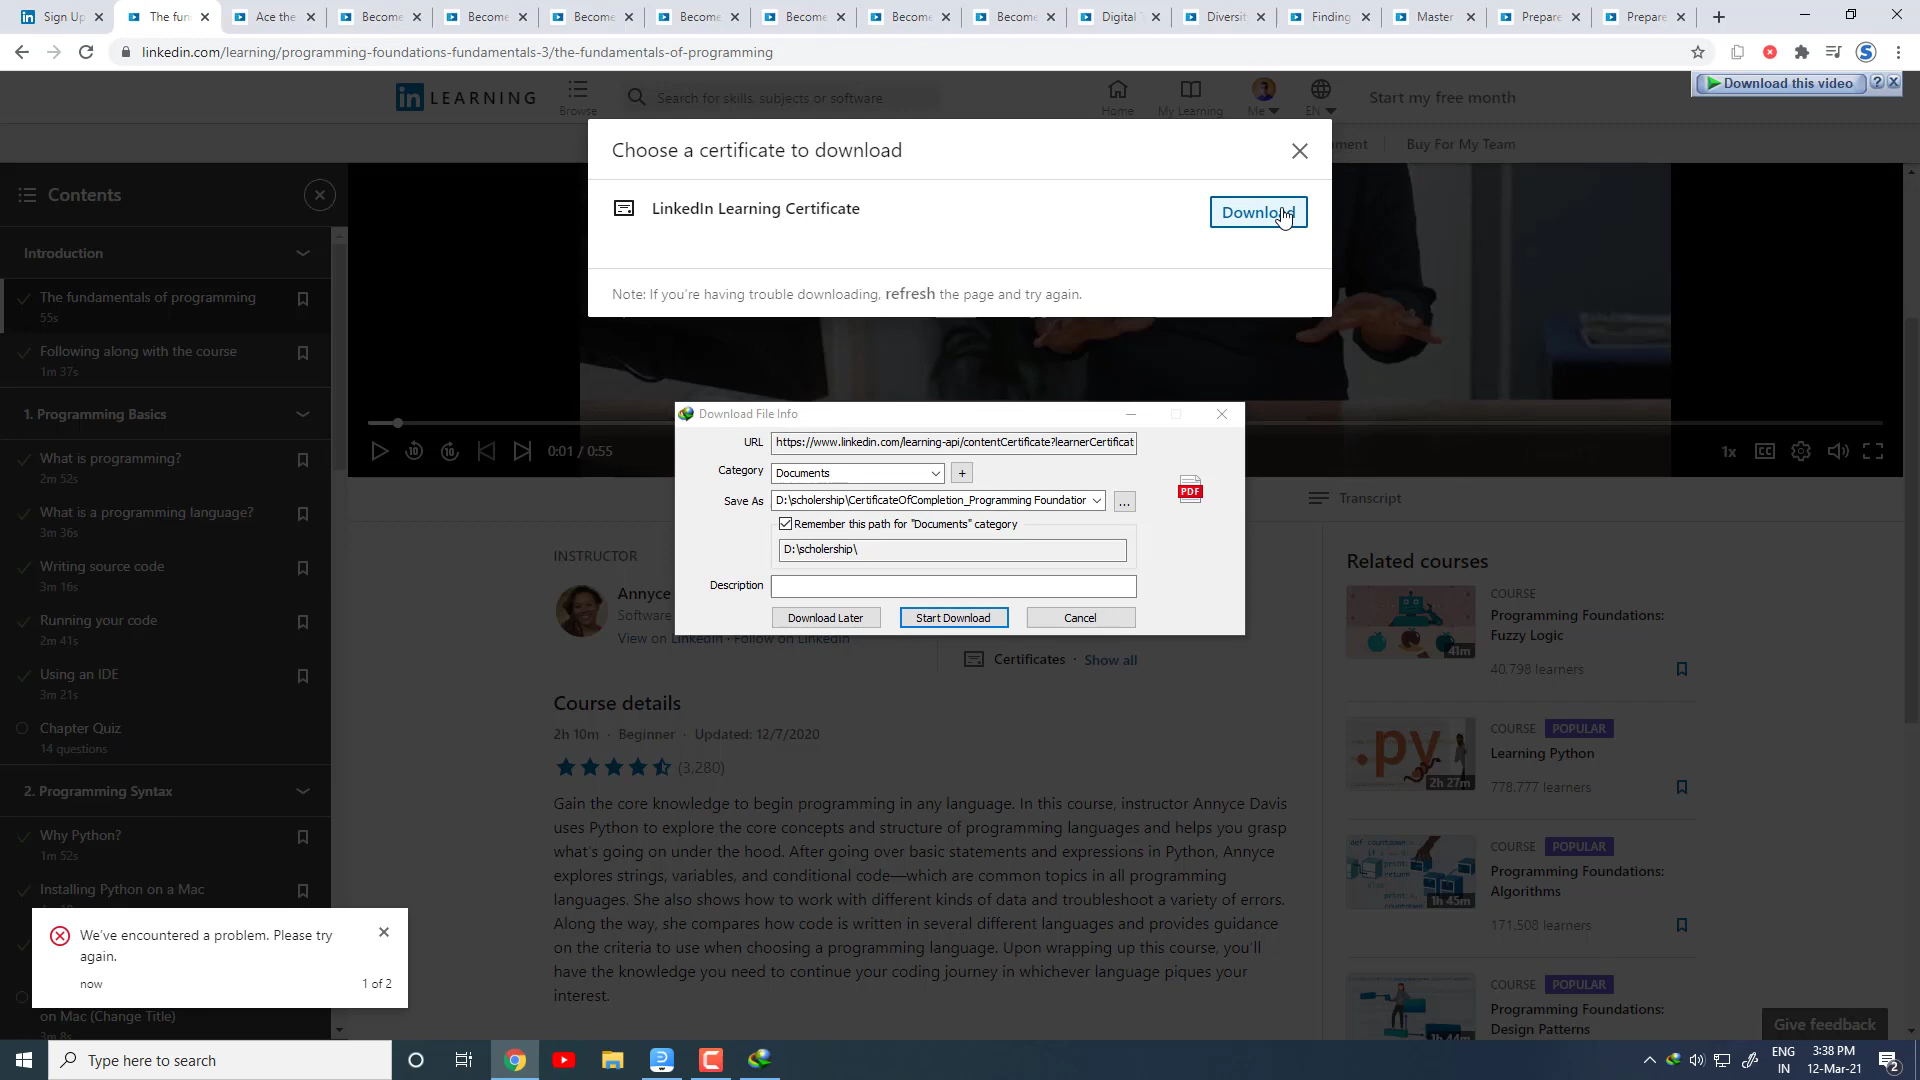 Sign Up
The fun
Ace the
Become
Become
Become
Become
Become
Become
Become
Digital T
Diversit
Finding
Master
Prepare
Prepare
linkedin.com/learning/programming-foundations-fundamentals-3/the-fundamentals-of-programming
in LEARNING
Browse
Search for skills, subjects or software
Home
My Learning
Me
EN
Start my free month
Download this video
Buy For My Team
Choose a certificate to download
LinkedIn Learning Certificate
Download
Note: If you're having trouble downloading, refresh the page and try again.
Contents
Introduction
The fundamentals of programming
55s
Following along with the course
1m 37s
1. Programming Basics
What is programming?
2m 52s
What is a programming language?
3m 36s
Writing source code
3m 16s
Running your code
2m 41s
Using an IDE
3m 21s
Chapter Quiz
14 questions
2. Programming Syntax
Why Python?
1m 52s
Installing Python on a Mac
on Mac (Change Title)
3m 8s
We've encountered a problem. Please try
again.
now
1 of 2
0:01 / 0:55
1x
Download File Info
URL
https://www.linkedin.com/learning-api/contentCertificate?learnerCertificat
Category
Documents
+
PDF
Save As
D:\scholership\CertificateOfCompletion_Programming Foundation
...
Remember this path for "Documents" category
D:\scholership\
Description
Download Later
Start Download
Cancel
Transcript
INSTRUCTOR
Annyce
Software
View on LinkedIn · Follow on LinkedIn
Certificates · Show all
Course details
2h 10m · Beginner · Updated: 12/7/2020
(3,280)
Gain the core knowledge to begin programming in any language. In this course, instructor Annyce Davis
uses Python to explore the core concepts and structure of programming languages and helps you grasp
what's going on under the hood. After going over basic statements and expressions in Python, Annyce
explores strings, variables, and conditional code—which are common topics in all programming
languages. She also shows how to work with different kinds of data and troubleshoot a variety of errors.
Along the way, she compares how code is written in several different languages and provides guidance
on the criteria to use when choosing a programming language. Upon wrapping up this course, you'll
have the knowledge you need to continue your coding journey in whichever language piques your
interest.
Related courses
COURSE
Programming Foundations:
Fuzzy Logic
41m
40,798 learners
COURSE POPULAR
Learning Python
.py
2h 27m
778,777 learners
COURSE POPULAR
Programming Foundations:
Algorithms
1h 45m
171,508 learners
COURSE POPULAR
Programming Foundations:
Design Patterns
1h 44m
Give feedback
Type here to search
ENG
IN
3:38 PM
12-Mar-21
2